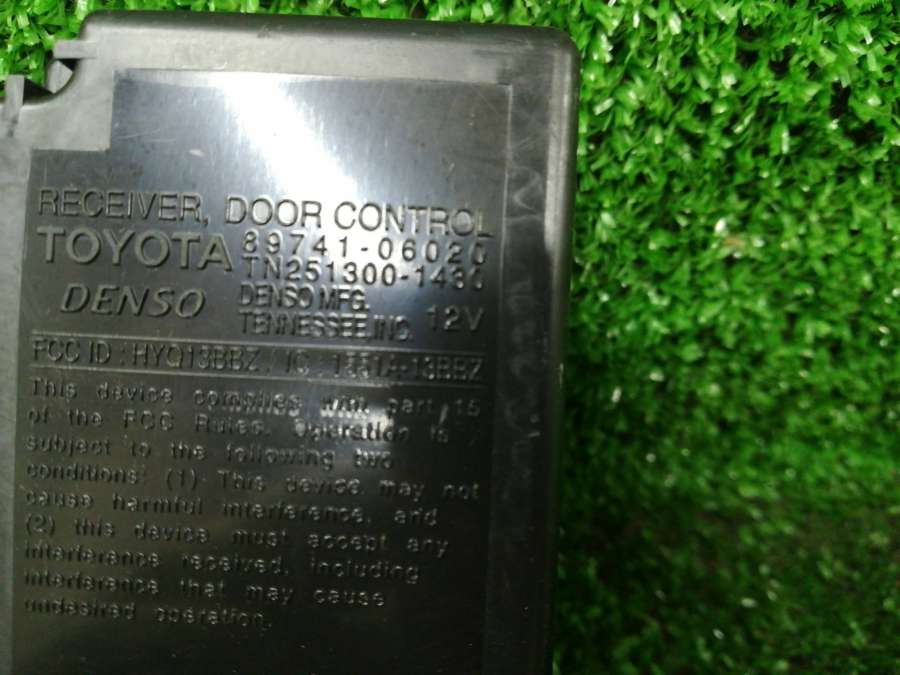 RECEIVER, DOOR CONTROL
TOYOTA 89741-06020
TN251300-1430
DENSO DENSO MFG.
TENNESSEE, INC. 12V
FCC ID : HYQ13BBZ / IC : 1551A-13BBZ
This device complies with part 15
of the FCC Rules. Operation is
subject to the following two
conditions: (1) This device may not
cause harmful interference, and
(2) this device must accept any
interference received, including
interference that may cause
undesired operation.